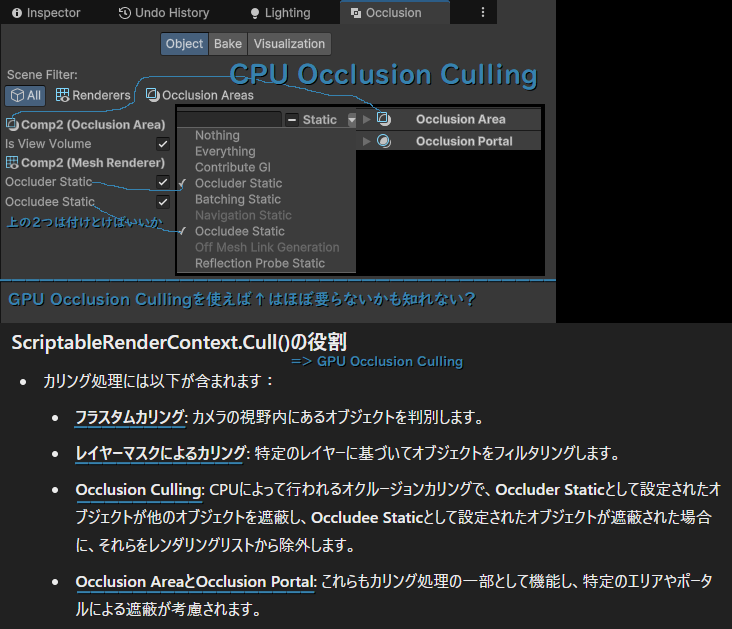 Inspector
Undo History
Lighting
Occlusion
Object
Bake
Visualization
CPU Occlusion Culling
Scene Filter:
All
Renderers
Occlusion Areas
Comp2 (Occlusion Area)
Is View Volume
Comp2 (Mesh Renderer)
Occluder Static
Occludee Static
上の2つは付けとけばいいか
Static
Nothing
Everything
Contribute GI
Occluder Static
Batching Static
Navigation Static
Occludee Static
Off Mesh Link Generation
Reflection Probe Static
Occlusion Area
Occlusion Portal
GPU Occlusion Cullingを使えば↑はほぼ要らないかも知れない?
ScriptableRenderContext.Cull()の役割
=> GPU Occlusion Culling
• カリング処理には以下が含まれます：
• フラスタムカリング: カメラの視野内にあるオブジェクトを判別します。
• レイヤーマスクによるカリング: 特定のレイヤーに基づいてオブジェクトをフィルタリングします。
• Occlusion Culling: CPUによって行われるオクルージョンカリングで、Occluder Staticとして設定されたオ
ブジェクトが他のオブジェクトを遮蔽し、Occludee Staticとして設定されたオブジェクトが遮蔽された場合
に、それらをレンダリングリストから除外します。
• Occlusion AreaとOcclusion Portal: これらもカリング処理の一部として機能し、特定のエリアやポータ
ルによる遮蔽が考慮されます。